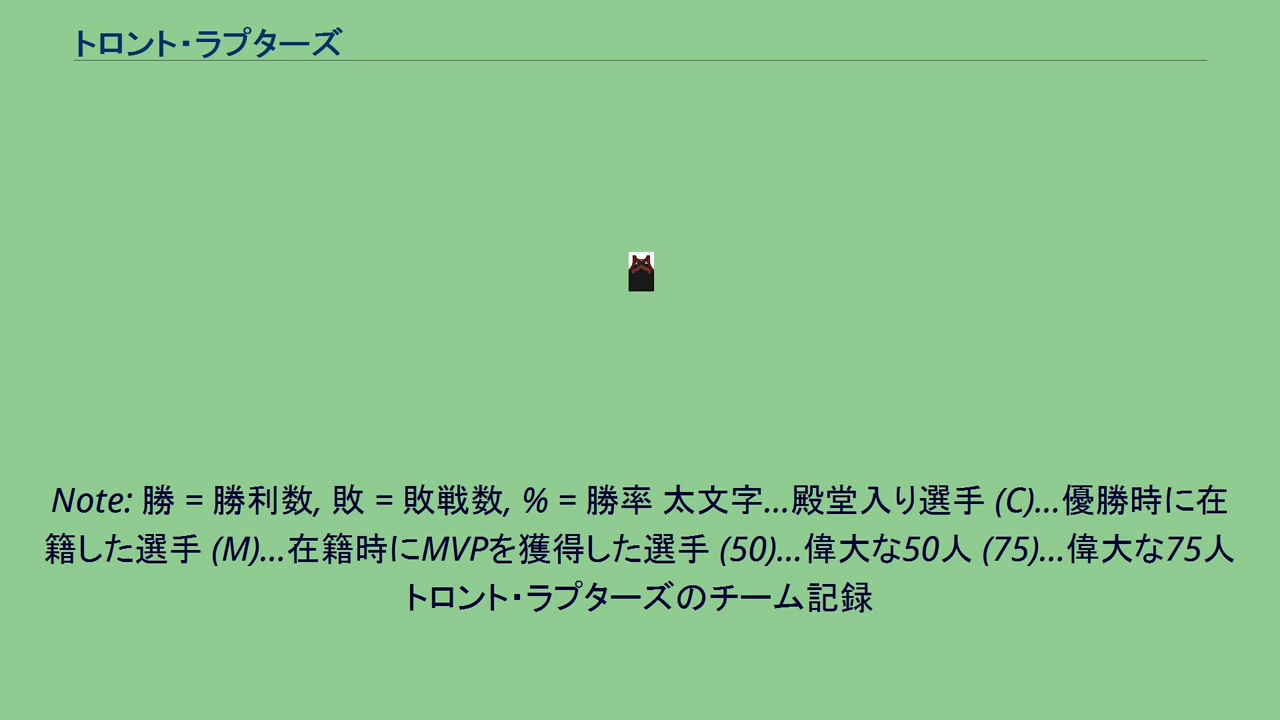 トロント・ラプターズ
Note: 勝 = 勝利数, 敗 = 敗戦数, % = 勝率 太文字...殿堂入り選手 (C)...優勝時に在
籍した選手 (M)...在籍時にMVPを獲得した選手 (50)...偉大な50人 (75)...偉大な75人
トロント・ラプターズのチーム記録